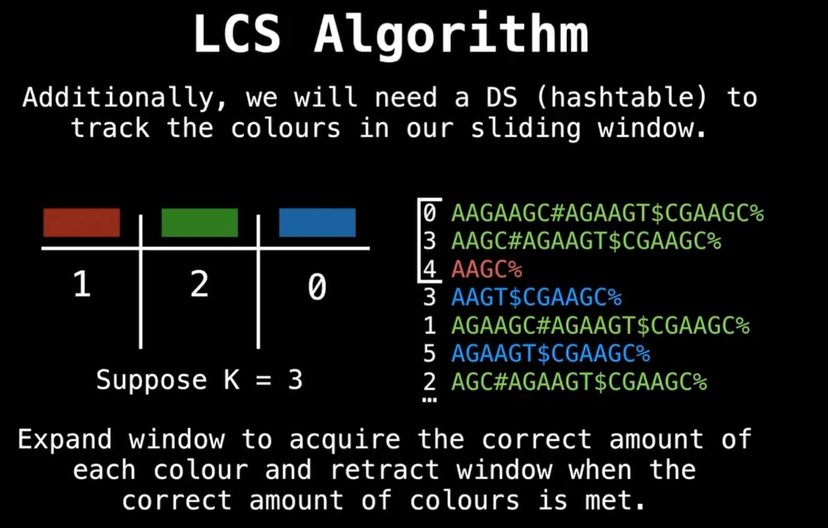 LCS Algorithm
Additionally, we will need a DS (hashtable) to
track the colours in our sliding window.
1 2 0
Suppose K = 3
0 AAGAAGC#AGAAGT$CGAAGC%
3 AAGC#AGAAGT$CGAAGC%
4 AAGC%
3 AAGT$CGAAGC%
1 AGAAGC#AGAAGT$CGAAGC%
5 AGAAGT$CGAAGC%
2 AGC#AGAAGT$CGAAGC%
…
Expand window to acquire the correct amount of
each colour and retract window when the
correct amount of colours is met.